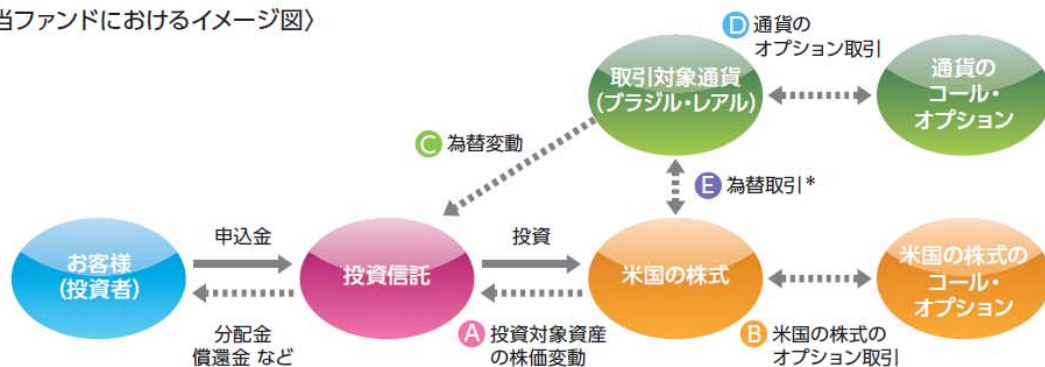 当ファンドにおけるイメージ図〉
D 通貨の
オプション取引
取引対象通貨
(ブラジル・レアル)
通貨の
コール・
オプション
C 為替変動
E 為替取引*
申込金
投資
お客様
(投資者)
投資信託
米国の株式
米国の株式の
コール・
オプション
分配金
償還金 など
A 投資対象資産
の株価変動
B 米国の株式の
オプション取引